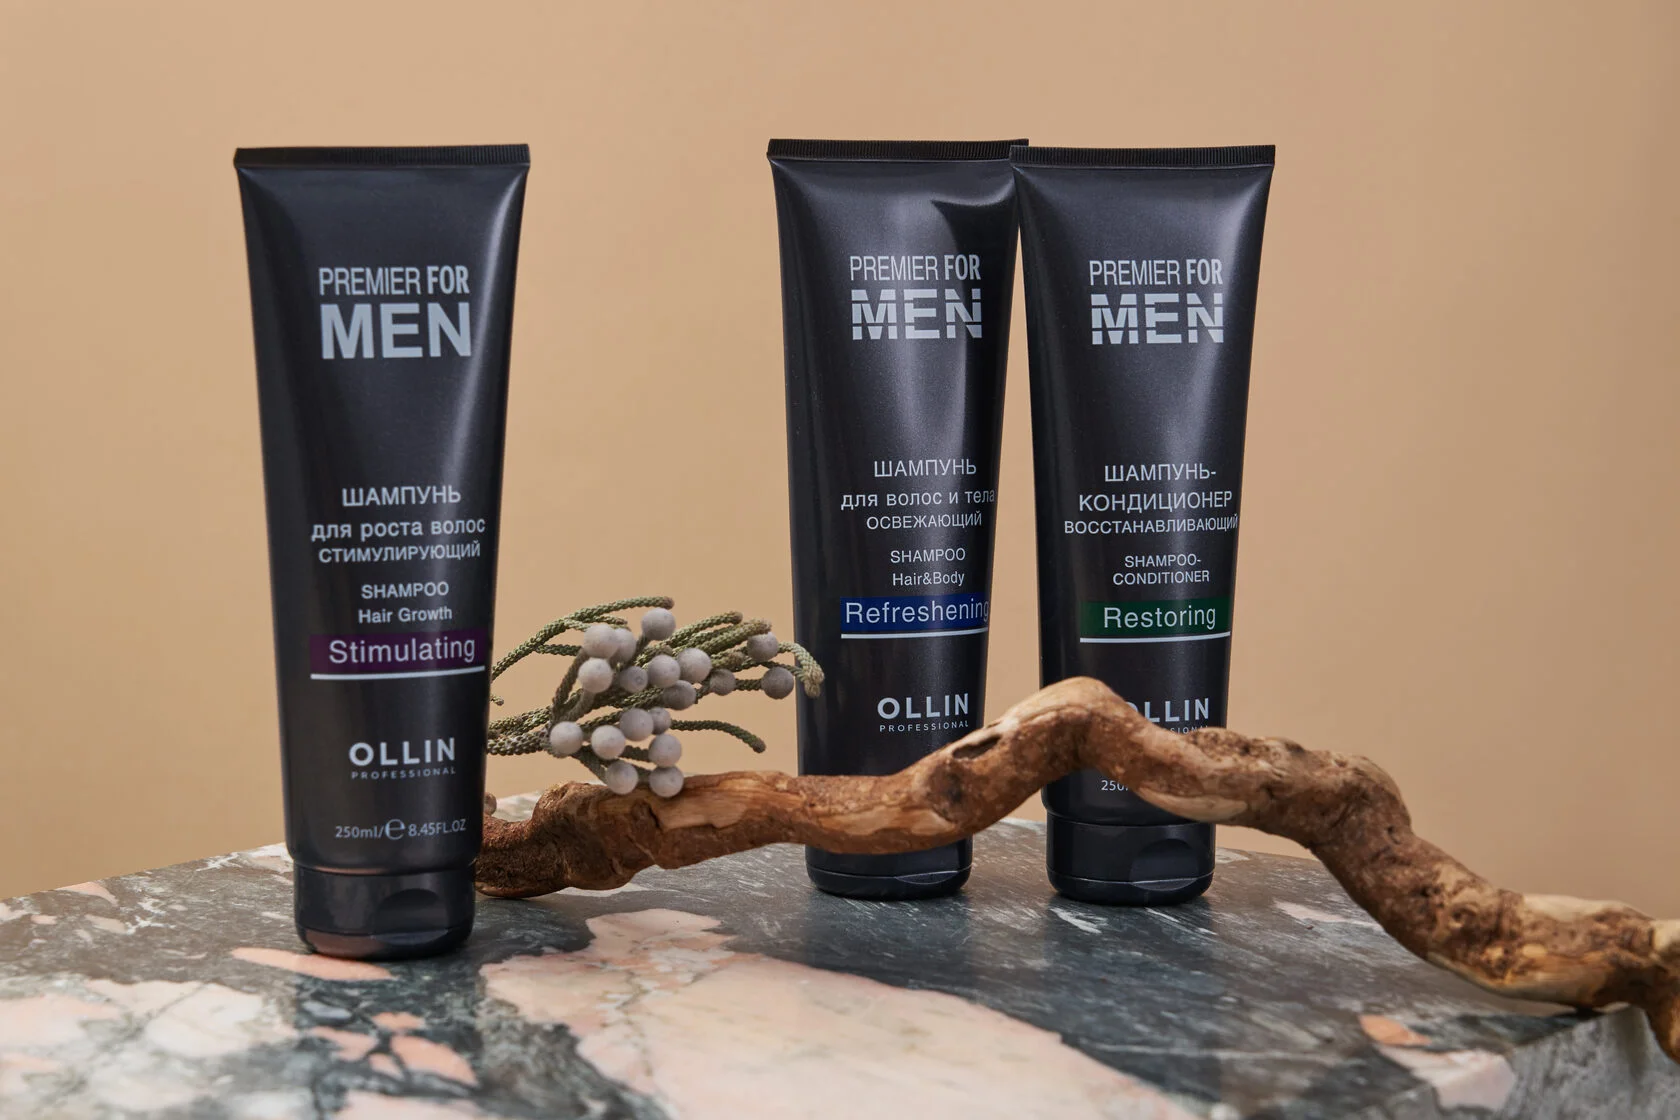 PREMIER FOR
MEN
ШАМПУНЬ
для роста волос
СТИМУЛИРУЮЩИЙ
SHAMPOO
Hair Growth
Stimulating
OLLIN
PROFESSIONAL
250ml/℮ 8.45FL.OZ
PREMIER FOR
MEN
ШАМПУНЬ
для волос и тела
ОСВЕЖАЮЩИЙ
SHAMPOO
Hair&Body
Refreshening
OLLIN
PROFESSIONAL
PREMIER FOR
MEN
ШАМПУНЬ-
КОНДИЦИОНЕР
ВОССТАНАВЛИВАЮЩИЙ
SHAMPOO-
CONDITIONER
Restoring